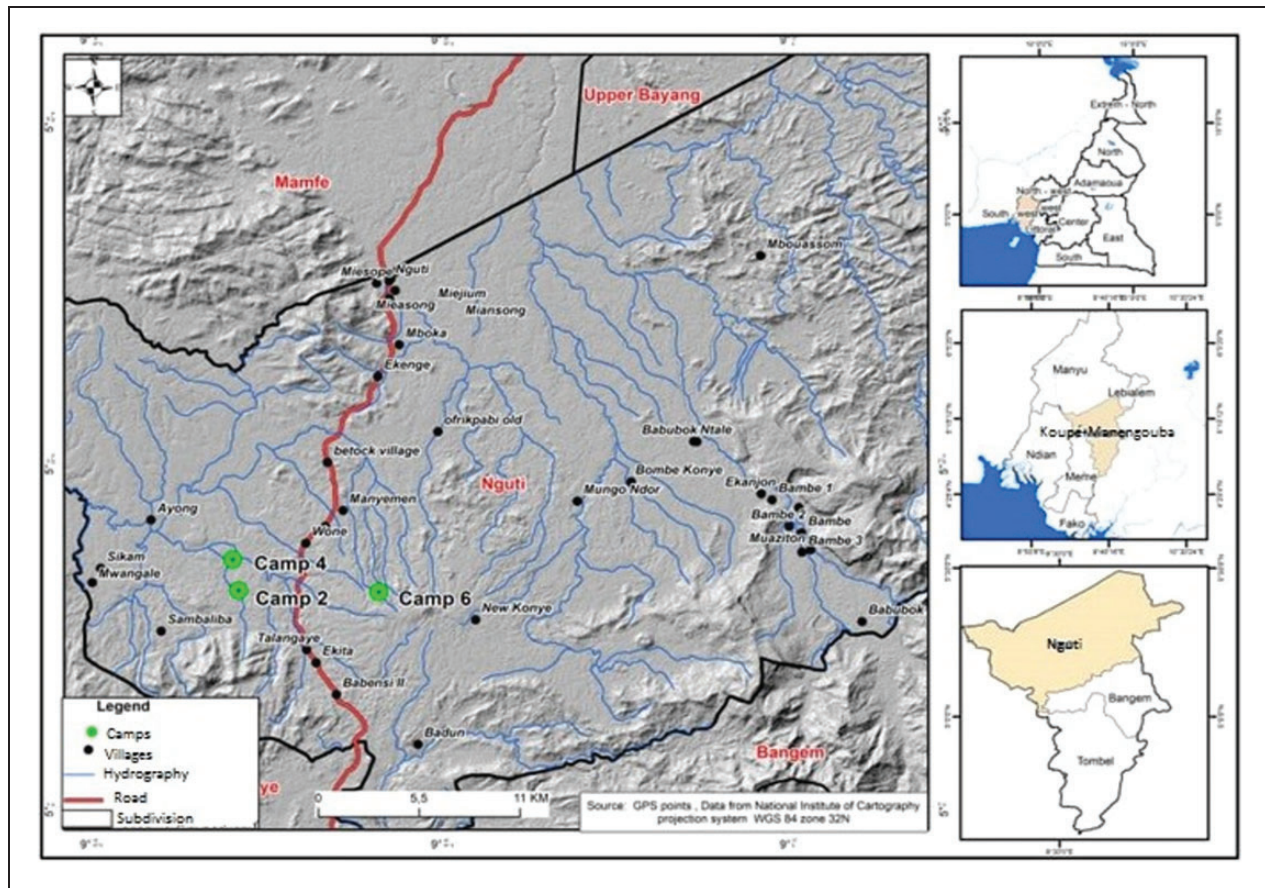 Upper Bayang
Mamfe
Mbouassom
Miesope
Nguti
Mieasong
Miejium
Miansong
Mboka
Ekenge
ofrikpabi old
betock village
Babubok Ntale
Bombe Konye
Nguti
Manyemen
Mungo Ndor
Ekanjon
Bambe 1
Bambe 2
Bambe
Muaziton
Bambe 3
Ayong
Wone
Sikam
Mwangale
Camp 4
Camp 2
Camp 6
New Konye
Babubok
Sambaliba
Talangaye
Ekita
Babensi II
Badun
Bangem
ye
Legend
Camps
Villages
Hydrography
Road
Subdivision
0 5,5 11 KM
Source: GPS points , Data from National Institute of Cartography
projection system WGS 84 zone 32N
Extrem - North
North
Adamaoua
North - west
west
South
west
Center
East
South
Manyu
Lebialem
Koupé-Manengouba
Ndian
Meme
Fako
Nguti
Bangem
Tombel